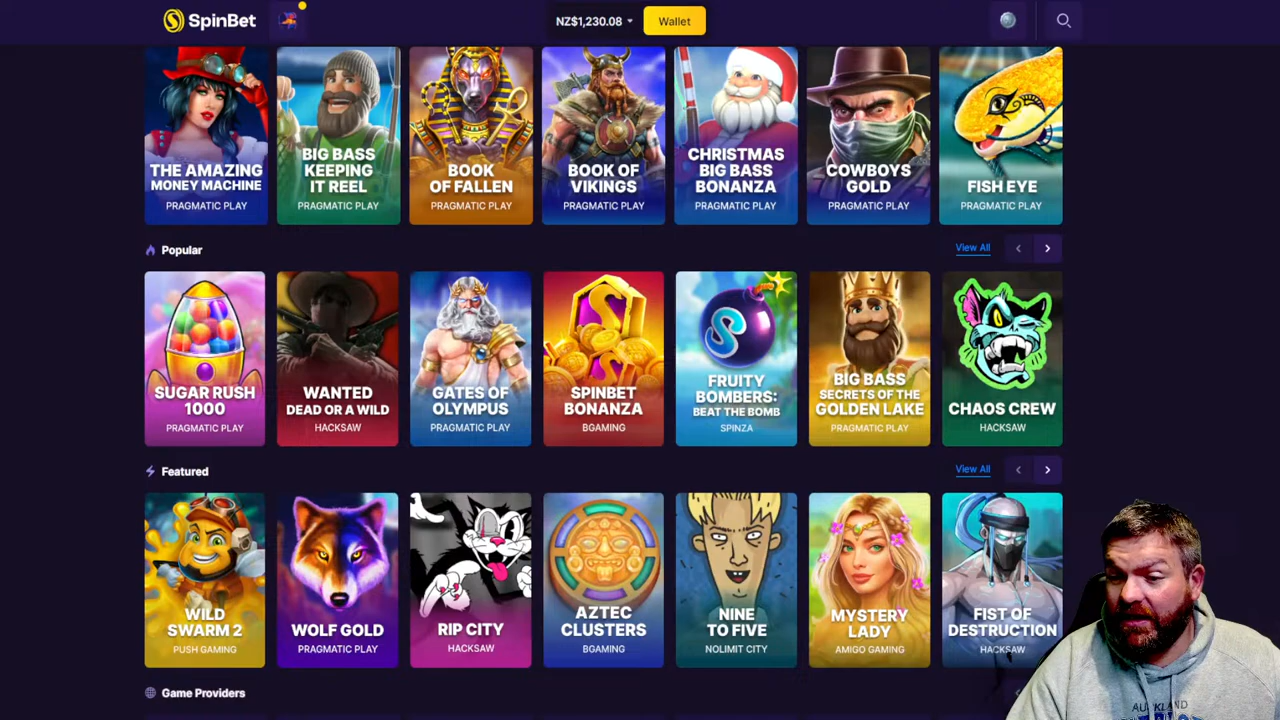 SpinBet
NZ$1,230.08
Wallet
THE AMAZING
MONEY MACHINE
PRAGMATIC PLAY
BIG BASS
KEEPING
IT REEL
PRAGMATIC PLAY
BOOK
OF FALLEN
PRAGMATIC PLAY
BOOK OF
VIKINGS
PRAGMATIC PLAY
CHRISTMAS
BIG BASS
BONANZA
PRAGMATIC PLAY
COWBOYS
GOLD
PRAGMATIC PLAY
FISH EYE
PRAGMATIC PLAY
Popular
View All
SUGAR RUSH
1000
PRAGMATIC PLAY
WANTED
DEAD OR A WILD
HACKSAW
GATES OF
OLYMPUS
PRAGMATIC PLAY
SPINBET
BONANZA
BGAMING
FRUITY
BOMBERS:
BEAT THE BOMB
SPINZA
BIG BASS
SECRETS OF THE
GOLDEN LAKE
PRAGMATIC PLAY
CHAOS CREW
HACKSAW
Featured
View All
WILD
SWARM 2
PUSH GAMING
WOLF GOLD
PRAGMATIC PLAY
RIP CITY
HACKSAW
AZTEC
CLUSTERS
BGAMING
NINE
TO FIVE
NOLIMIT CITY
MYSTERY
LADY
AMIGO GAMING
FIST OF
DESTRUCTION
HACKSAW
Game Providers